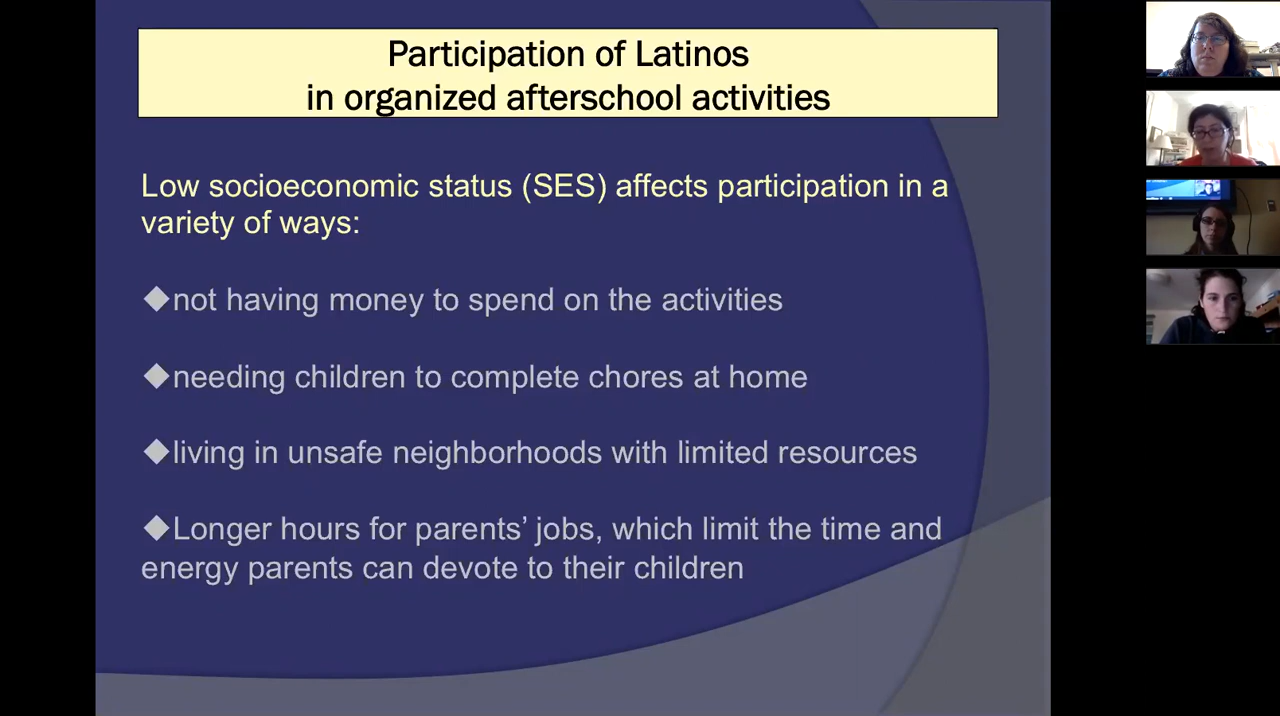 Participation of Latinos
in organized afterschool activities
Low socioeconomic status (SES) affects participation in a
variety of ways:
◆not having money to spend on the activities
◆needing children to complete chores at home
◆living in unsafe neighborhoods with limited resources
◆Longer hours for parents’ jobs, which limit the time and
energy parents can devote to their children